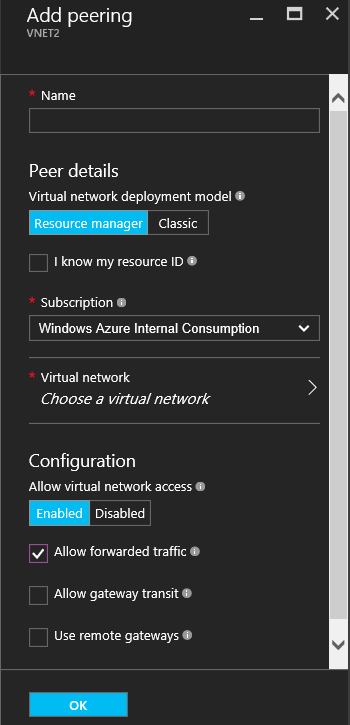 Add peering
VNET2
* Name
Peer details
Virtual network deployment model
Resource manager Classic
I know my resource ID
* Subscription
Windows Azure Internal Consumption
* Virtual network
Choose a virtual network
Configuration
Allow virtual network access
Enabled Disabled
Allow forwarded traffic
Allow gateway transit
Use remote gateways
OK